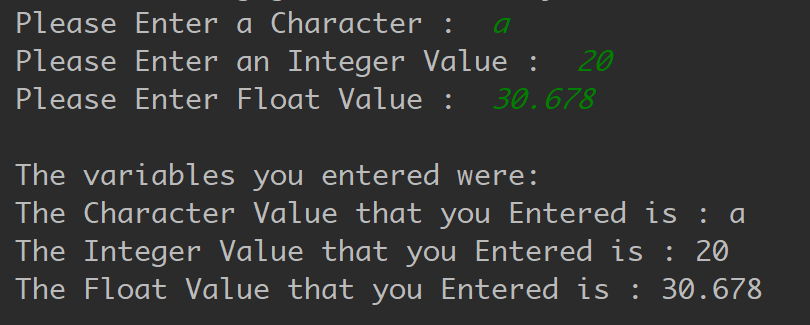 Please Enter a Character :  a
Please Enter an Integer Value :  20
Please Enter Float Value :  30.678
The variables you entered were:
The Character Value that you Entered is : a
The Integer Value that you Entered is : 20
The Float Value that you Entered is : 30.678